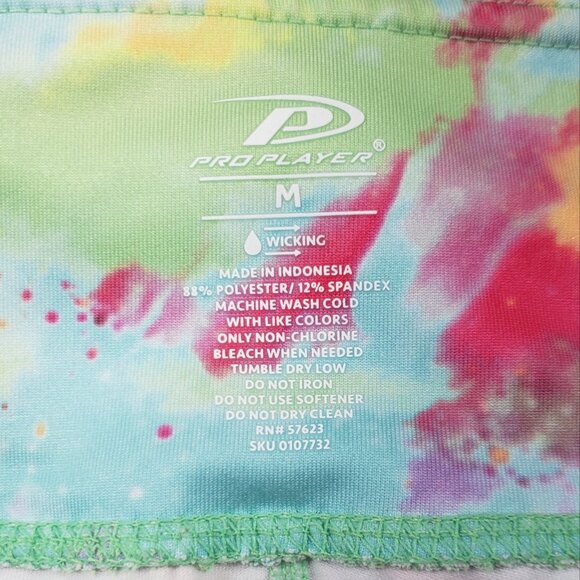 P
PRO PLAYER®
M
WICKING
MADE IN INDONESIA
88% POLYESTER/ 12% SPANDEX
MACHINE WASH COLD
WITH LIKE COLORS
ONLY NON-CHLORINE
BLEACH WHEN NEEDED
TUMBLE DRY LOW
DO NOT IRON
DO NOT USE SOFTENER
DO NOT DRY CLEAN
RN# 57623
SKU 0107732